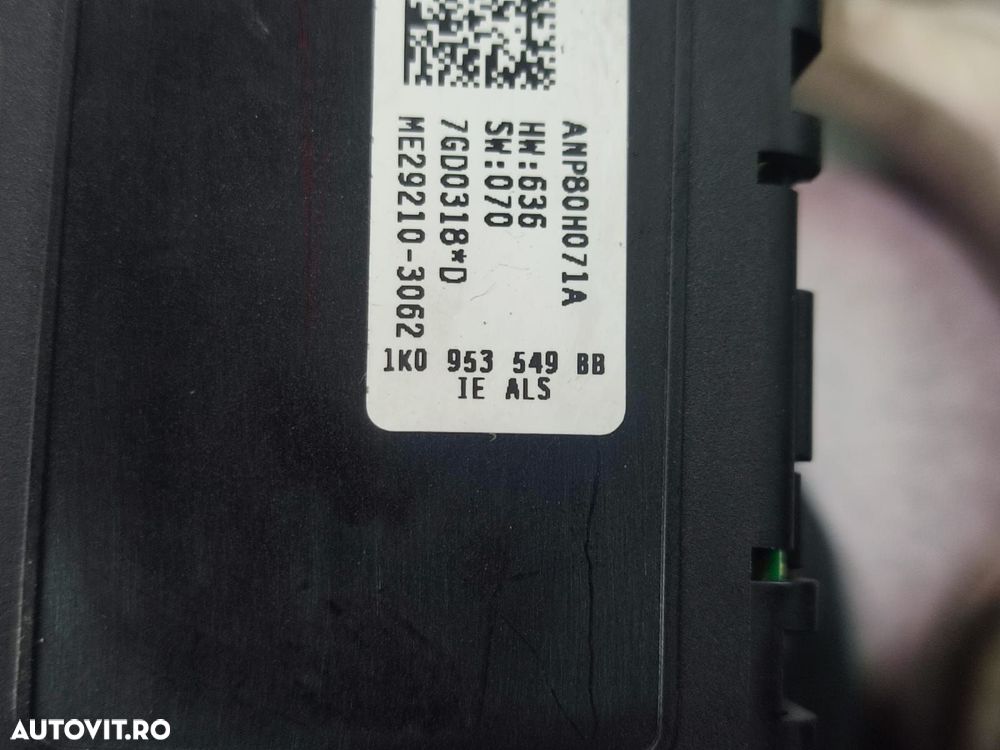 ANP80H071A
HW:636
SW:070
7GD0318*D
ME29210-3062
1K0 953 549 BB
IE ALS
AUTOVIT.RO